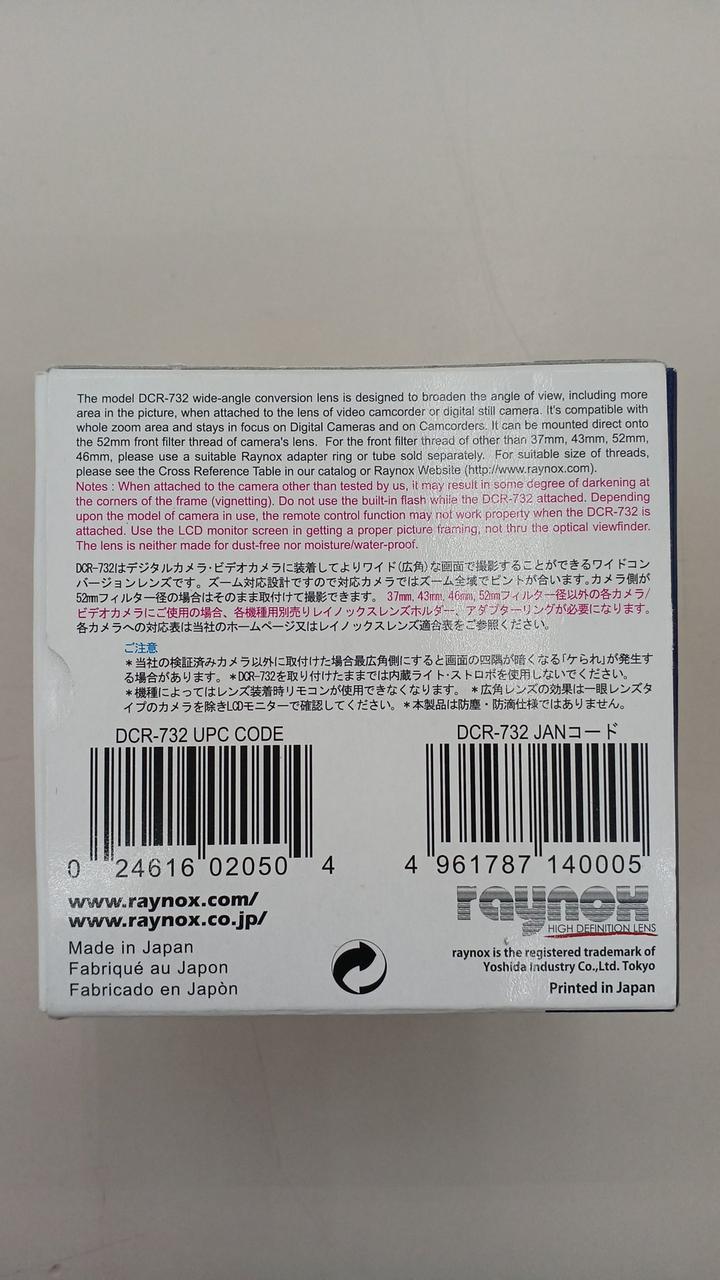 The model DCR-732 wide-angle conversion lens is designed to broaden the angle of view, including more
area in the picture, when attached to the lens of video camcorder or digital still camera. It's compatible with
whole zoom area and stays in focus on Digital Cameras and on Camcorders. It can be mounted direct onto
the 52mm front filter thread of camera's lens. For the front filter thread of other than 37mm, 43mm, 52mm,
46mm, please use a suitable Raynox adapter ring or tube sold separately. For suitable size of threads,
please see the Cross Reference Table in our catalog or Raynox Website (http://www.raynox.com).
Notes : When attached to the camera other than tested by us, it may result in some degree of darkening at
the corners of the frame (vignetting). Do not use the built-in flash while the DCR-732 attached. Depending
upon the model of camera in use, the remote control function may not work property when the DCR-732 is
attached. Use the LCD monitor screen in getting a proper picture framing, not thru the optical viewfinder.
The lens is neither made for dust-free nor moisture/water-proof.
DCR-732はデジタルカメラ・ビデオカメラに装着してよりワイド(広角)な画面で撮影することができるワイドコン
バージョンレンズです。ズーム対応設計ですので対応カメラではズーム全域でピントが合います。カメラ側が
52mmフィルター径の場合はそのまま取付けて撮影できます。 37mm, 43mm, 46mm, 52mmフィルター径以外の各カメラ/
ビデオカメラにご使用の場合、各機種用別売りレイノックスレンズホルダー、アダプターリングが必要になります。
各カメラへの対応表は当社のホームページ又はレイノックスレンズ適合表をご参照ください。
ご注意
＊当社の検証済みカメラ以外に取付けた場合最広角側にすると画面の四隅が暗くなる「ケられ」が発生す
る場合があります。＊DCR-732を取り付けたままでは内蔵ライト・ストロボを使用しないでください。
＊機種によってはレンズ装着時リモコンが使用できなくなります。 ＊広角レンズの効果は一眼レンズタ
イプのカメラを除きLCDモニターで確認してください。＊本製品は防塵・防滴仕様ではありません。
DCR-732 UPC CODE
DCR-732 JANコード
0 24616 02050 4
4 961787 140005
www.raynox.com/
www.raynox.co.jp/
raynox
HIGH DEFINITION LENS
Made in Japan
Fabriqué au Japon
Fabricado en Japòn
raynox is the registered trademark of
Yoshida Industry Co.,Ltd. Tokyo
Printed in Japan